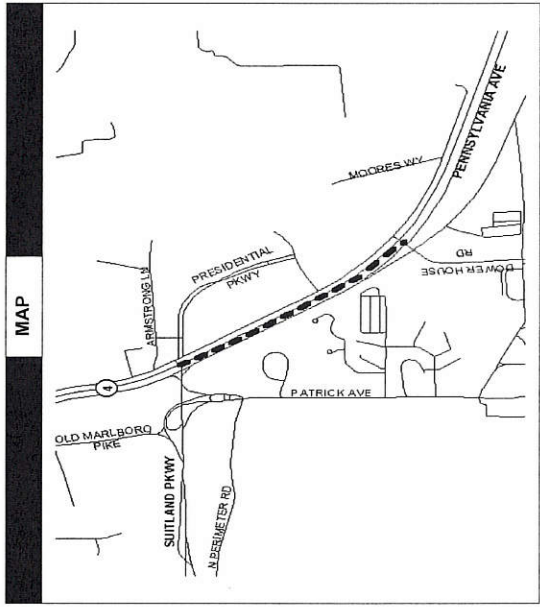 MAP
ARMSTRONG LN
PRESIDENTIAL
PKWY
MOORES WY
PENNSYLVANIA AVE
4
OLD MARLBORO
PIKE
SUITLAND PKWY
N PERIMETER RD
PATRICK AVE
DOWER HOUSE
RD